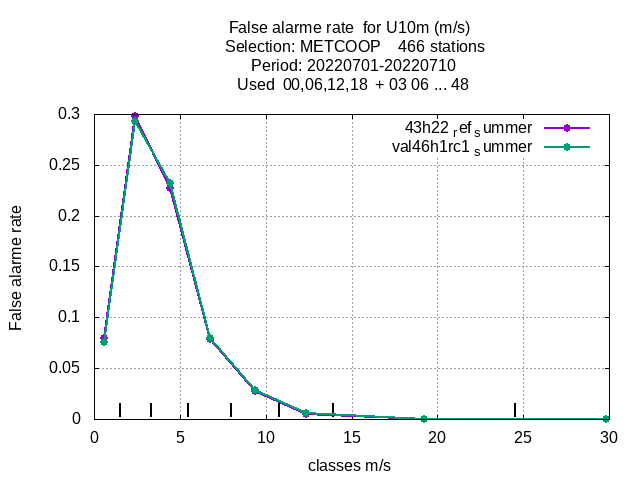 False alarme rate for U10m (m/s)
Selection: METCOOP 466 stations
Period: 20220701-20220710
Used 00,06,12,18 + 03 06 ... 48
43h22ᵣefₛummer
val46h1rc1ₛummer
0.3
0.25
0.2
0.15
0.1
0.05
0
False alarme rate
0 5 10 15 20 25 30
classes m/s